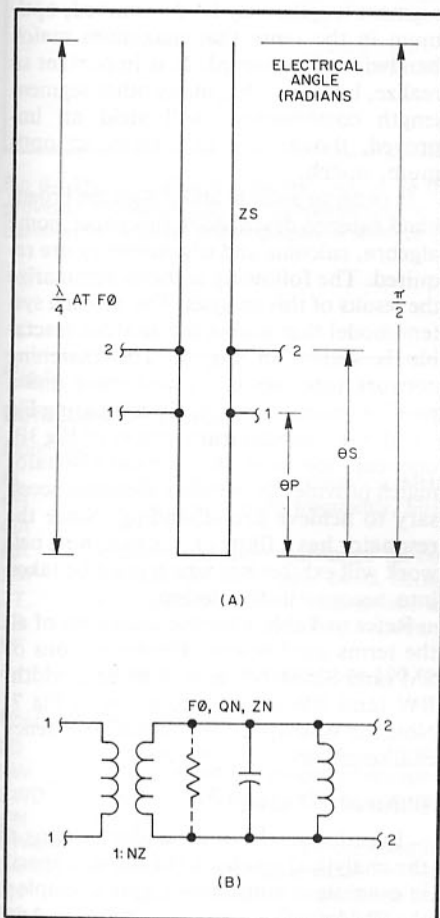 ELECTRICAL
ANGLE
(RADIANS
ZS
λ/4 AT FØ
π/2
2 2
1 1
θS
θP
(A)
FØ, QN, ZN
1 2
1 2
1:NZ
(B)